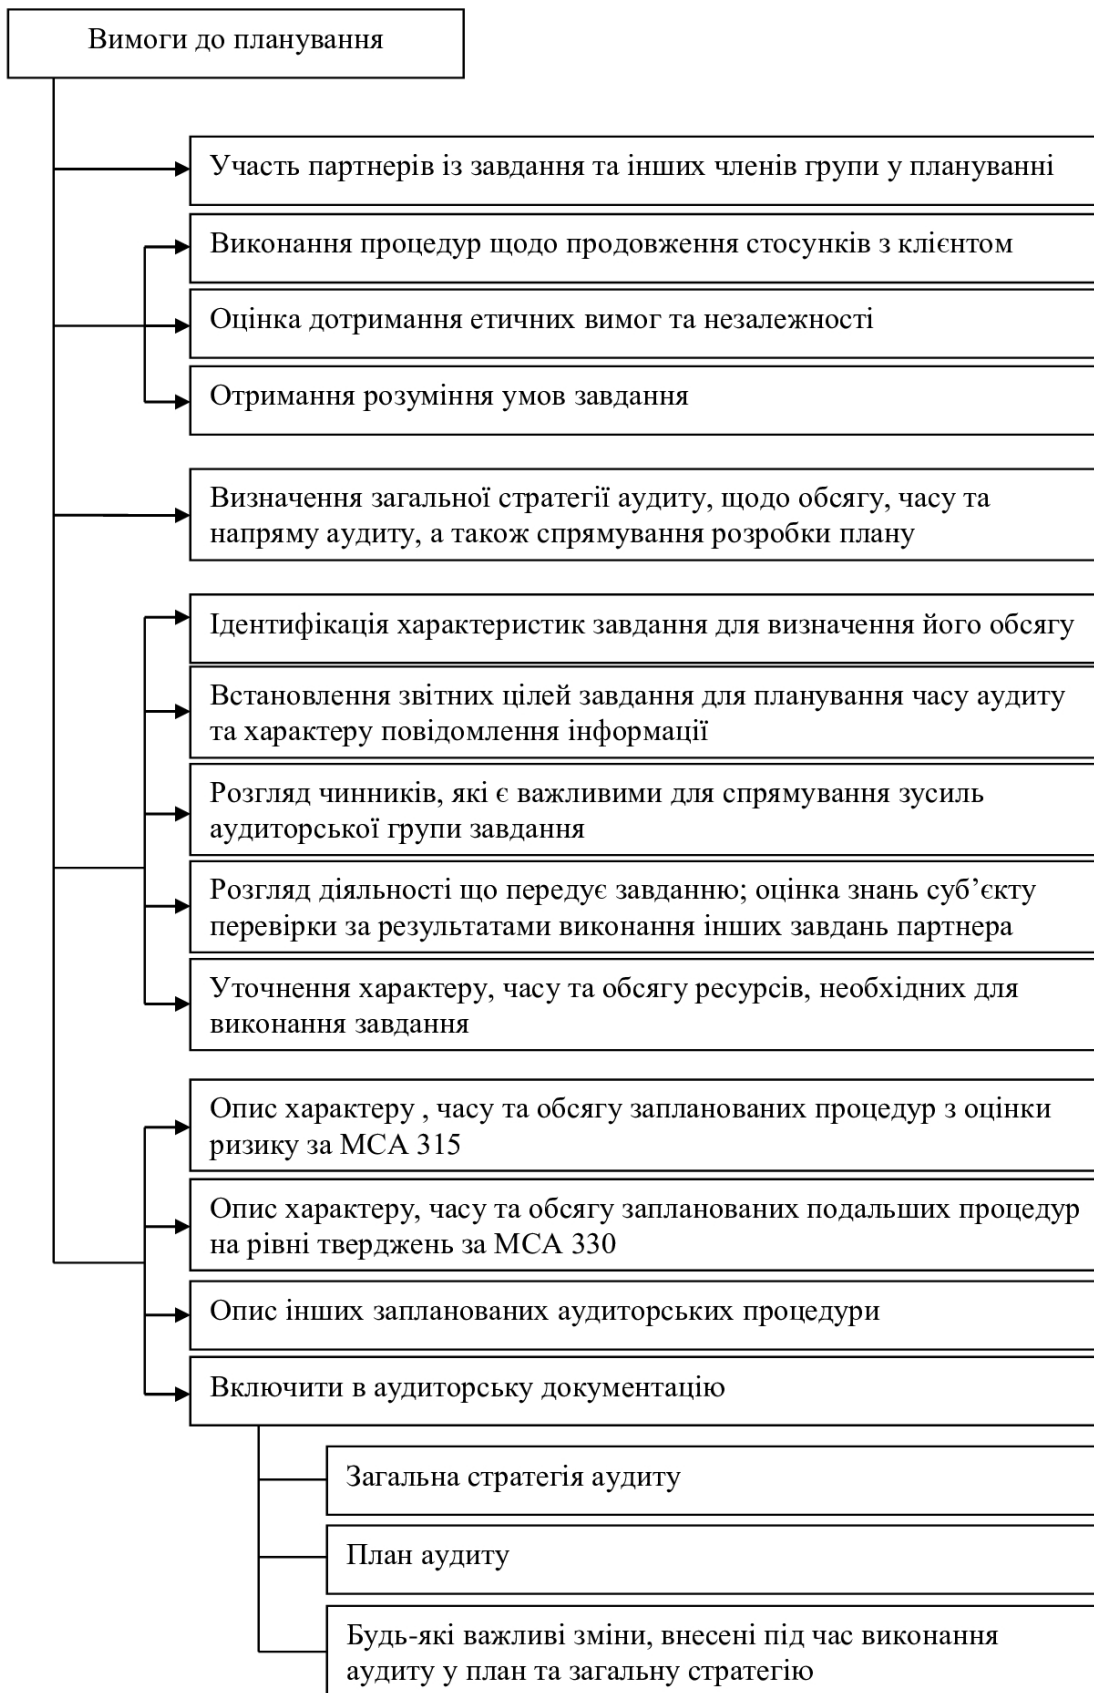 Вимоги до планування
Участь партнерів із завдання та інших членів групи у плануванні
Виконання процедур щодо продовження стосунків з клієнтом
Оцінка дотримання етичних вимог та незалежності
Отримання розуміння умов завдання
Визначення загальної стратегії аудиту, щодо обсягу, часу та
напряму аудиту, а також спрямування розробки плану
Ідентифікація характеристик завдання для визначення його обсягу
Встановлення звітних цілей завдання для планування часу аудиту
та характеру повідомлення інформації
Розгляд чинників, які є важливими для спрямування зусиль
аудиторської групи завдання
Розгляд діяльності що передує завданню; оцінка знань суб’єкту
перевірки за результатами виконання інших завдань партнера
Уточнення характеру, часу та обсягу ресурсів, необхідних для
виконання завдання
Опис характеру , часу та обсягу запланованих процедур з оцінки
ризику за МСА 315
Опис характеру, часу та обсягу запланованих подальших процедур
на рівні тверджень за МСА 330
Опис інших запланованих аудиторських процедури
Включити в аудиторську документацію
Загальна стратегія аудиту
План аудиту
Будь-які важливі зміни, внесені під час виконання
аудиту у план та загальну стратегію